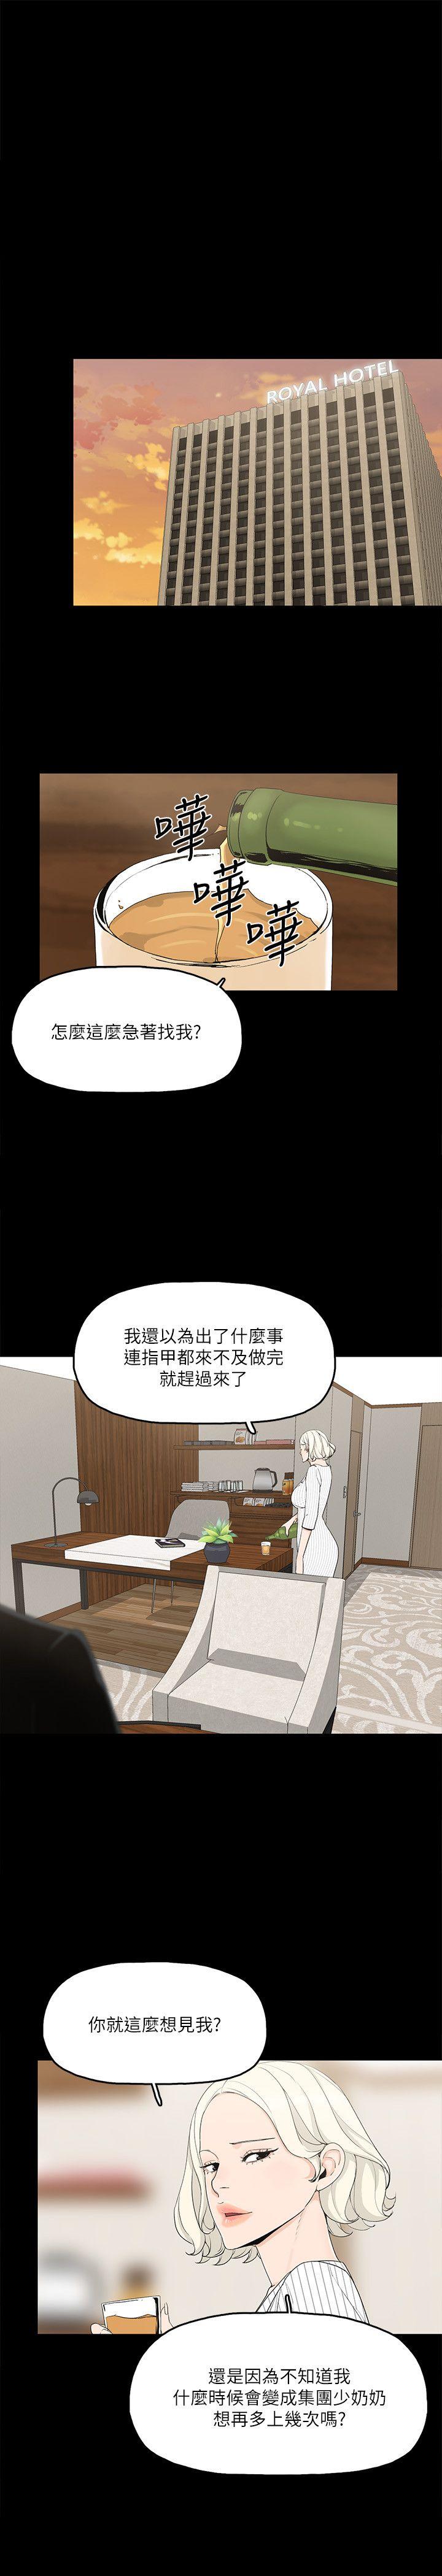 ROYAL HOTEL
嘩
嘩
嘩
怎麼這麼急著找我?
我還以為出了什麼事
連指甲都來不及做完
就趕過來了
你就這麼想見我?
還是因為不知道我
什麼時候會變成集團少奶奶
想再多上幾次嗎?